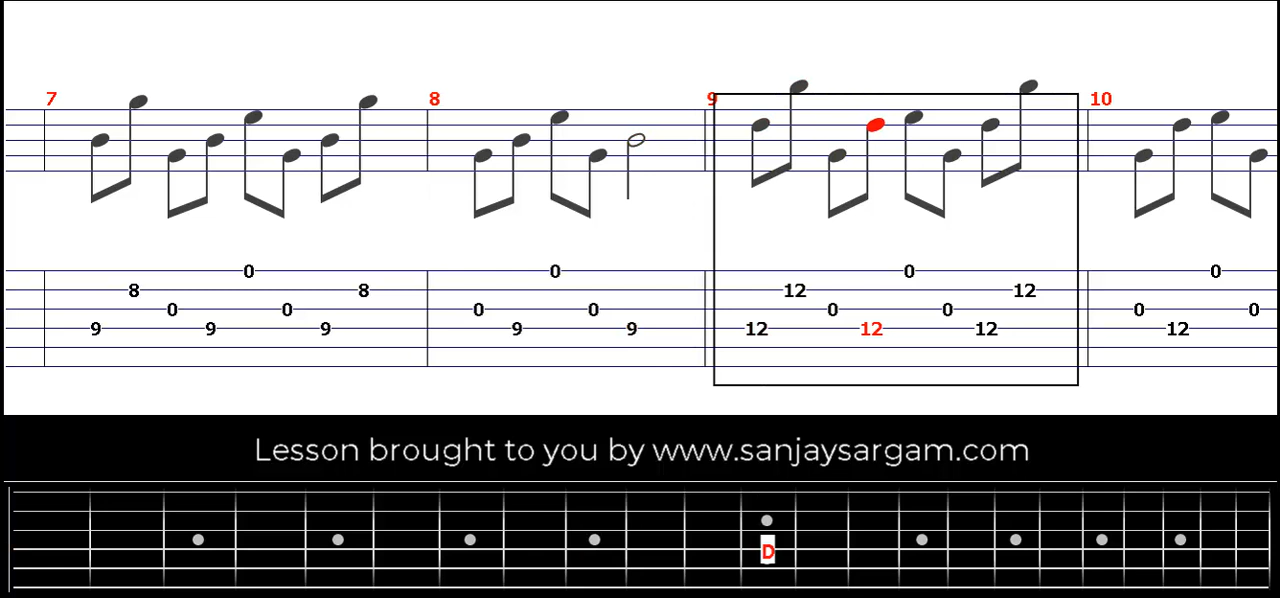 7 8 9 10
0 0 0 0
8 8 12 12
0 0 0 0 0 0 0 0
9 9 9 9 9 12 12 12 12
Lesson brought to you by www.sanjaysargam.com
D